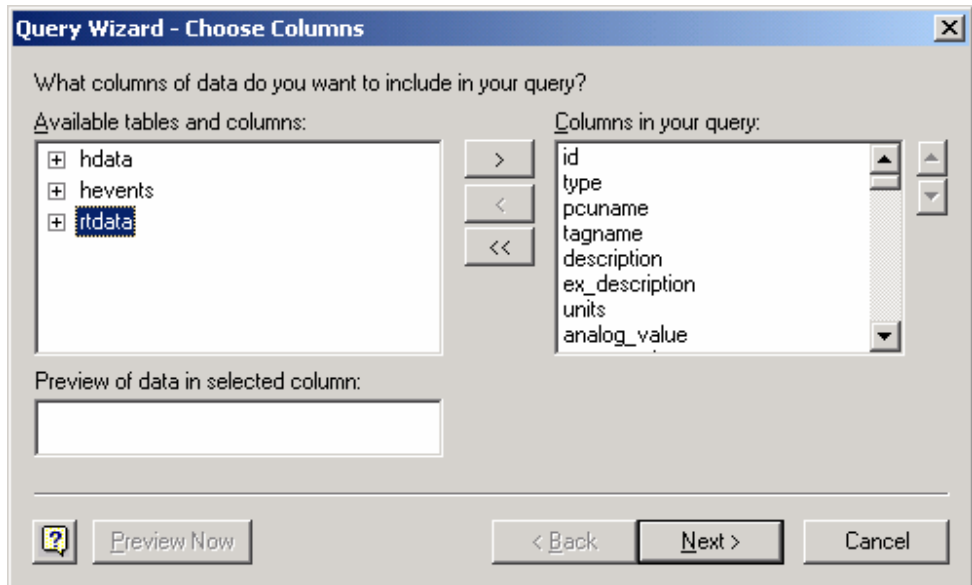 Query Wizard - Choose Columns
What columns of data do you want to include in your query?
Available tables and columns:
hdata
hevents
rtdata
>
<
<<
Columns in your query:
id
type
pcuname
tagname
description
ex_description
units
analog_value
Preview of data in selected column:
?
Preview Now
< Back
Next >
Cancel